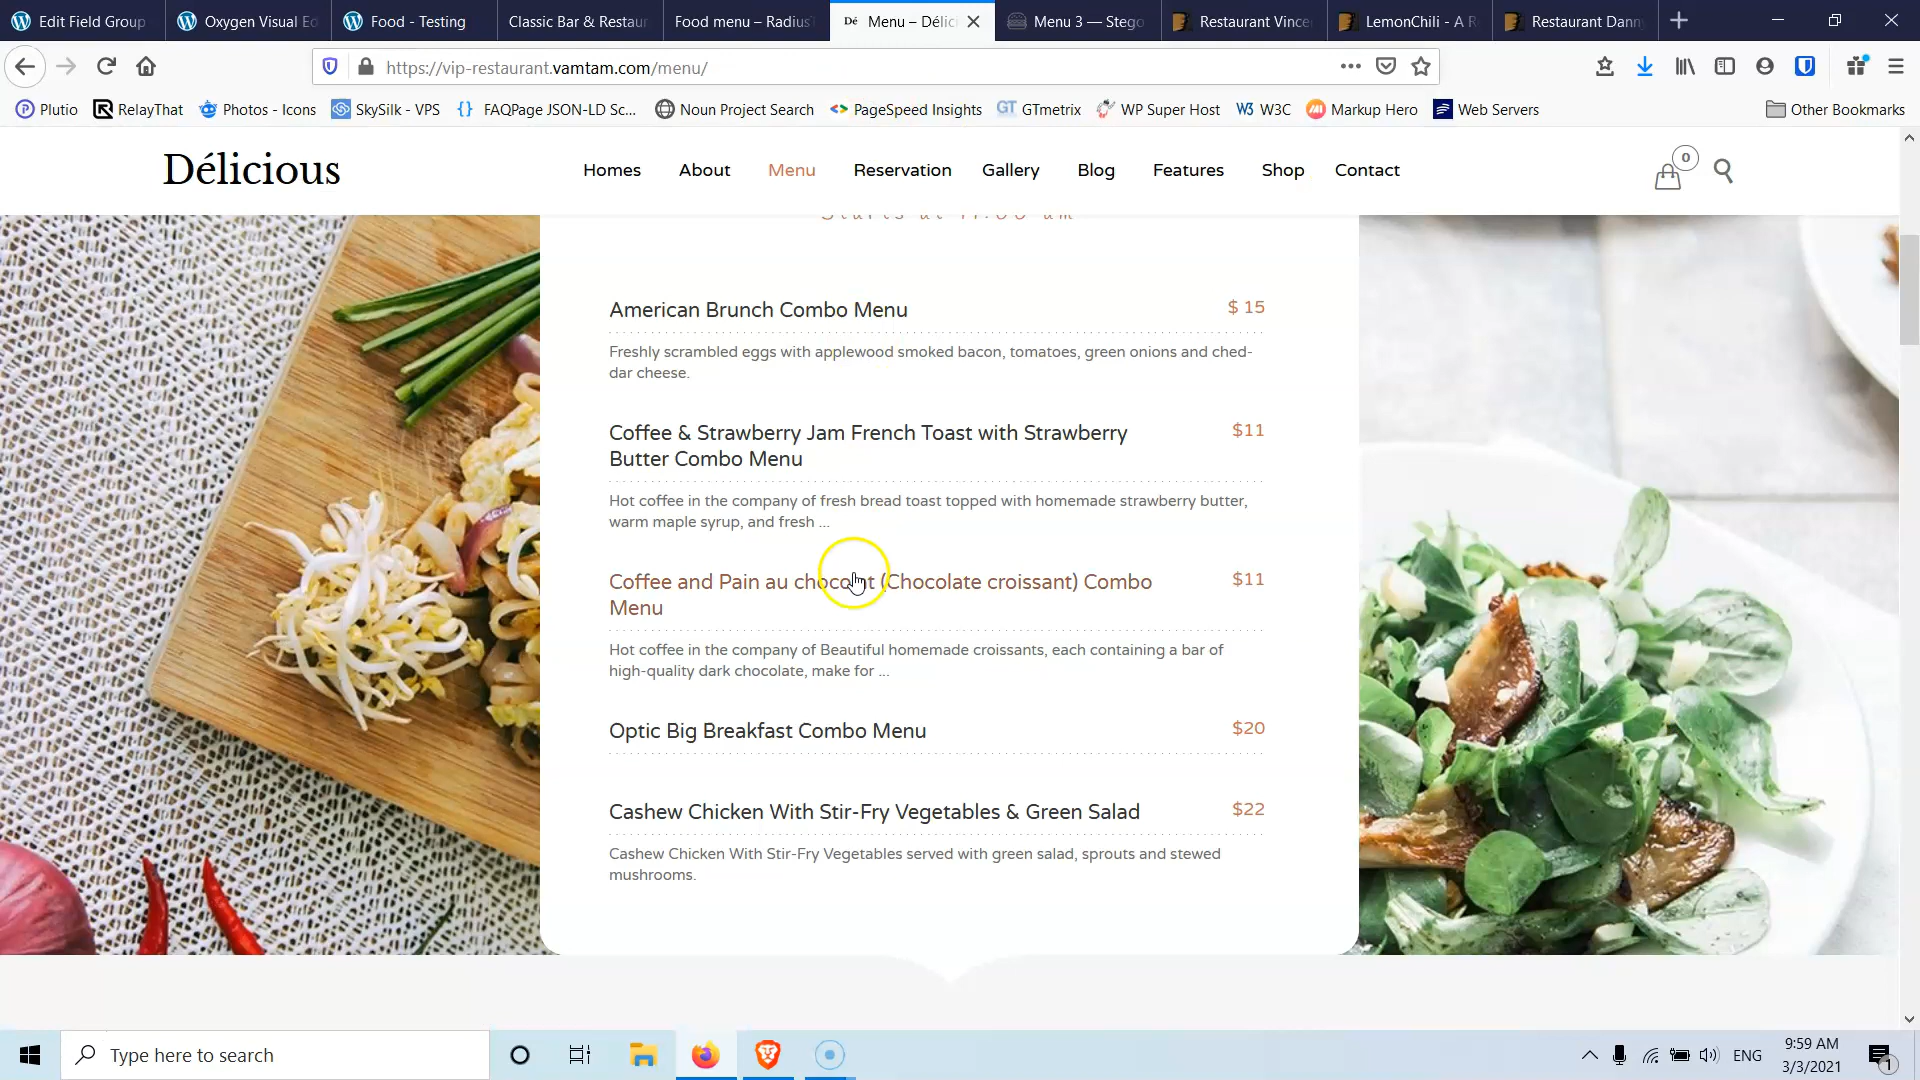 Edit Field Group
Oxygen Visual Ed
Food - Testing
Classic Bar & Restaur
Food menu – Radius
Dé Menu – Délici
Menu 3 — Stego
Restaurant Vince
LemonChili - A R
Restaurant Dann
https://vip-restaurant.vamtam.com/menu/
Plutio
RelayThat
Photos - Icons
SkySilk - VPS
{} FAQPage JSON-LD Sc...
Noun Project Search
PageSpeed Insights
GT GTmetrix
WP Super Host
W3 W3C
Markup Hero
Web Servers
Other Bookmarks
Délicious
Homes
About
Menu
Reservation
Gallery
Blog
Features
Shop
Contact
0
American Brunch Combo Menu
$ 15
Freshly scrambled eggs with applewood smoked bacon, tomatoes, green onions and ched-
dar cheese.
Coffee & Strawberry Jam French Toast with Strawberry
$11
Butter Combo Menu
Hot coffee in the company of fresh bread toast topped with homemade strawberry butter,
warm maple syrup, and fresh ...
Coffee and Pain au chocolat (Chocolate croissant) Combo
$11
Menu
Hot coffee in the company of Beautiful homemade croissants, each containing a bar of
high-quality dark chocolate, make for ...
Optic Big Breakfast Combo Menu
$20
Cashew Chicken With Stir-Fry Vegetables & Green Salad
$22
Cashew Chicken With Stir-Fry Vegetables served with green salad, sprouts and stewed
mushrooms.
Type here to search
ENG
9:59 AM
3/3/2021
1